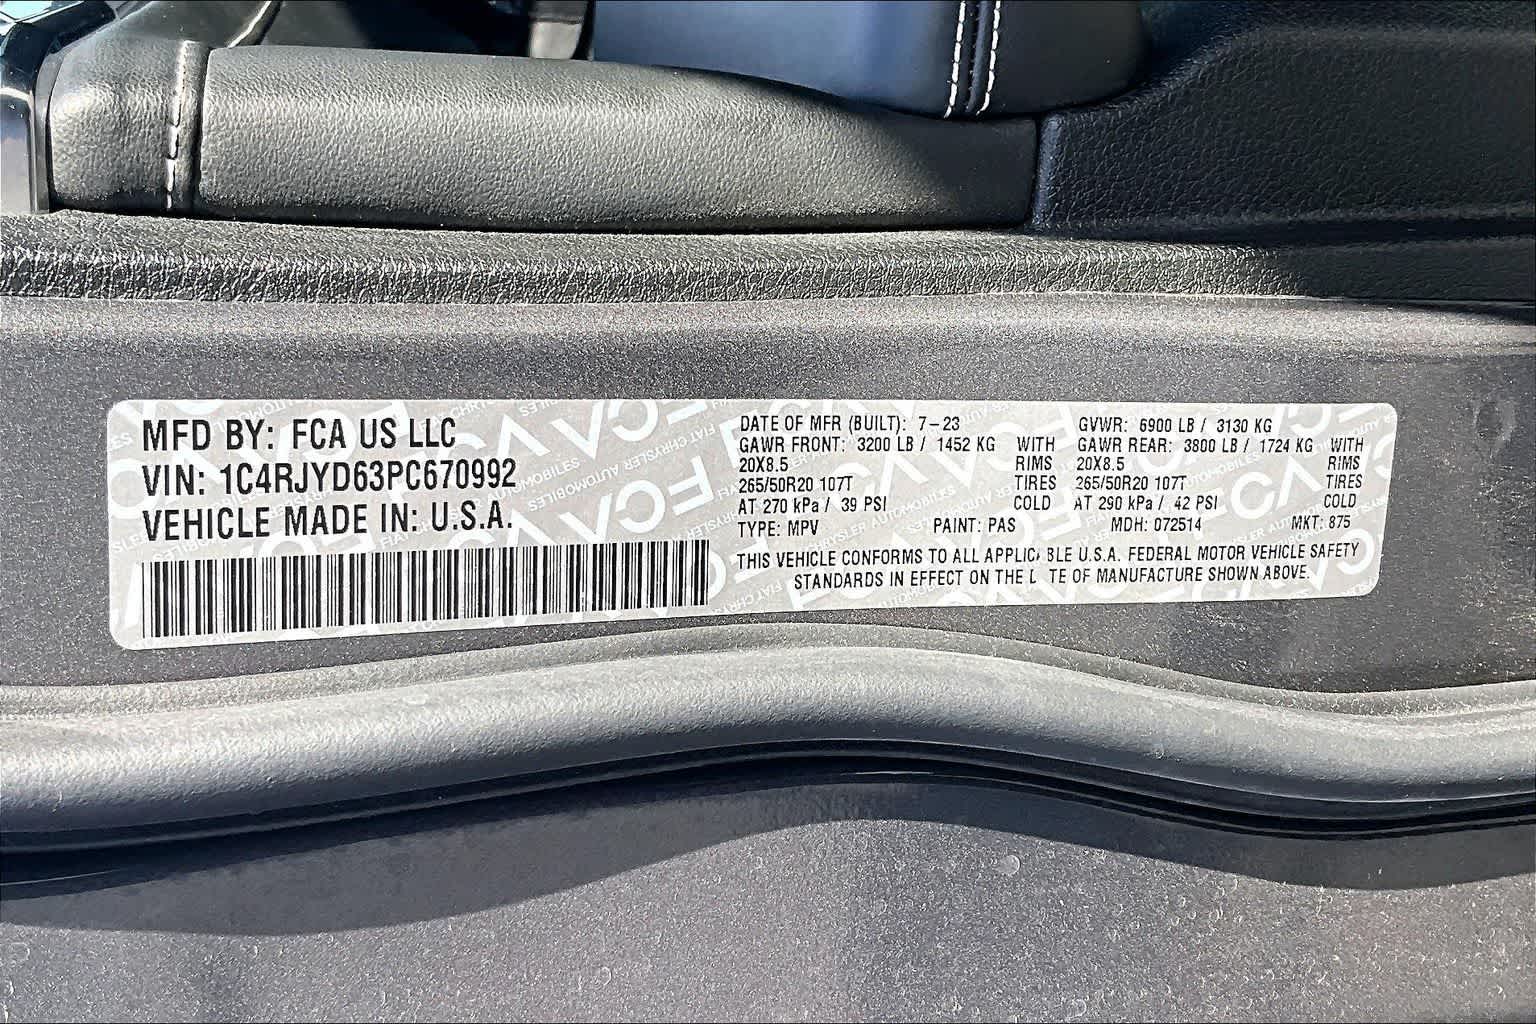 MFD BY: FCA US LLC
VIN: 1C4RJYD63PC670992
VEHICLE MADE IN: U.S.A.
DATE OF MFR (BUILT): 7-23 GVWR: 6900 LB / 3130 KG
GAWR FRONT: 3200 LB / 1452 KG WITH GAWR REAR: 3800 LB / 1724 KG WITH
20X8.5 RIMS 20X8.5 RIMS
265/50R20 107T TIRES 265/50R20 107T TIRES
AT 270 kPa / 39 PSI COLD AT 290 kPa / 42 PSI COLD
TYPE: MPV PAINT: PAS MDH: 072514 MKT: 875
THIS VEHICLE CONFORMS TO ALL APPLIC BLE U.S.A. FEDERAL MOTOR VEHICLE SAFETY
STANDARDS IN EFFECT ON THE D TE OF MANUFACTURE SHOWN ABOVE.